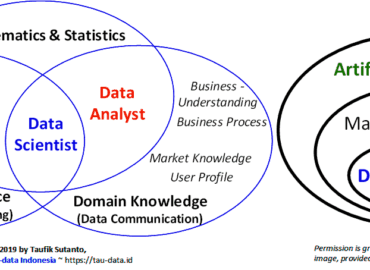 ematics & Statistics
Artif
Business -
Understanding
Business Process
Data
Analyst
Ma
Data
Scientist
Market Knowledge
User Profile
D
ce
Domain Knowledge
g)
(Data Communication)
2019 by Taufik Sutanto,
-data Indonesia ~ https://tau-data.id
Permission is gr
image, provided